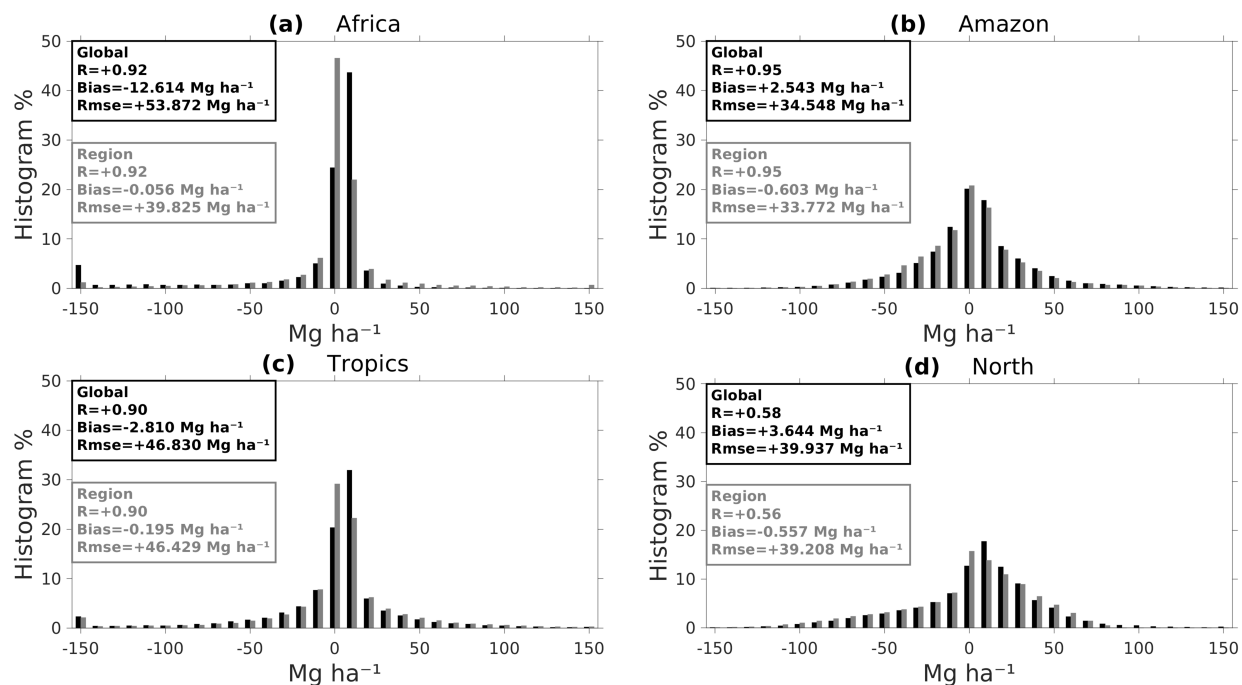 (a) Africa
50
40
30
20
10
0
Histogram %
Global
R=+0.92
Bias=-12.614 Mg ha⁻¹
Rmse=+53.872 Mg ha⁻¹
Region
R=+0.92
Bias=-0.056 Mg ha⁻¹
Rmse=+39.825 Mg ha⁻¹
-150 -100 -50 0 50 100 150
Mg ha⁻¹
(b) Amazon
50
40
30
20
10
0
Histogram %
Global
R=+0.95
Bias=+2.543 Mg ha⁻¹
Rmse=+34.548 Mg ha⁻¹
Region
R=+0.95
Bias=-0.603 Mg ha⁻¹
Rmse=+33.772 Mg ha⁻¹
-150 -100 -50 0 50 100 150
Mg ha⁻¹
(c) Tropics
50
40
30
20
10
0
Histogram %
Global
R=+0.90
Bias=-2.810 Mg ha⁻¹
Rmse=+46.830 Mg ha⁻¹
Region
R=+0.90
Bias=-0.195 Mg ha⁻¹
Rmse=+46.429 Mg ha⁻¹
-150 -100 -50 0 50 100 150
Mg ha⁻¹
(d) North
50
40
30
20
10
0
Histogram %
Global
R=+0.58
Bias=+3.644 Mg ha⁻¹
Rmse=+39.937 Mg ha⁻¹
Region
R=+0.56
Bias=-0.557 Mg ha⁻¹
Rmse=+39.208 Mg ha⁻¹
-150 -100 -50 0 50 100 150
Mg ha⁻¹